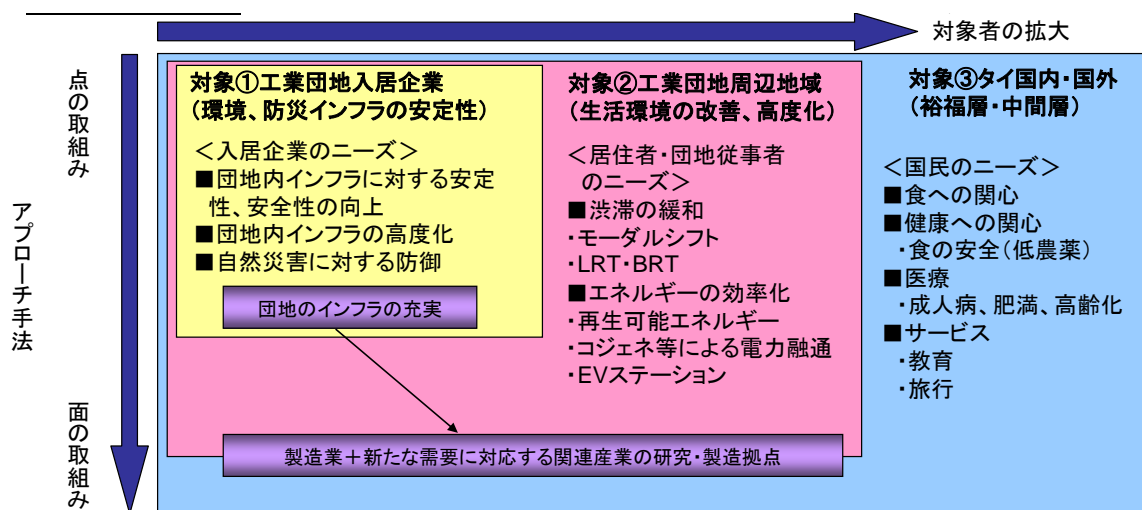 対象者の拡大
点の取組み
アプローチ手法
面の取組み
対象①工業団地入居企業
(環境、防災インフラの安定性)
＜入居企業のニーズ＞
■団地内インフラに対する安定
性、安全性の向上
■団地内インフラの高度化
■自然災害に対する防御
団地のインフラの充実
対象②工業団地周辺地域
(生活環境の改善、高度化)
＜居住者・団地従事者
のニーズ＞
■渋滞の緩和
・モーダルシフト
・LRT・BRT
■エネルギーの効率化
・再生可能エネルギー
・コジェネ等による電力融通
・EVステーション
対象③タイ国内・国外
(裕福層・中間層)
＜国民のニーズ＞
■食への関心
■健康への関心
・食の安全(低農薬)
■医療
・成人病、肥満、高齢化
■サービス
・教育
・旅行
製造業＋新たな需要に対応する関連産業の研究・製造拠点